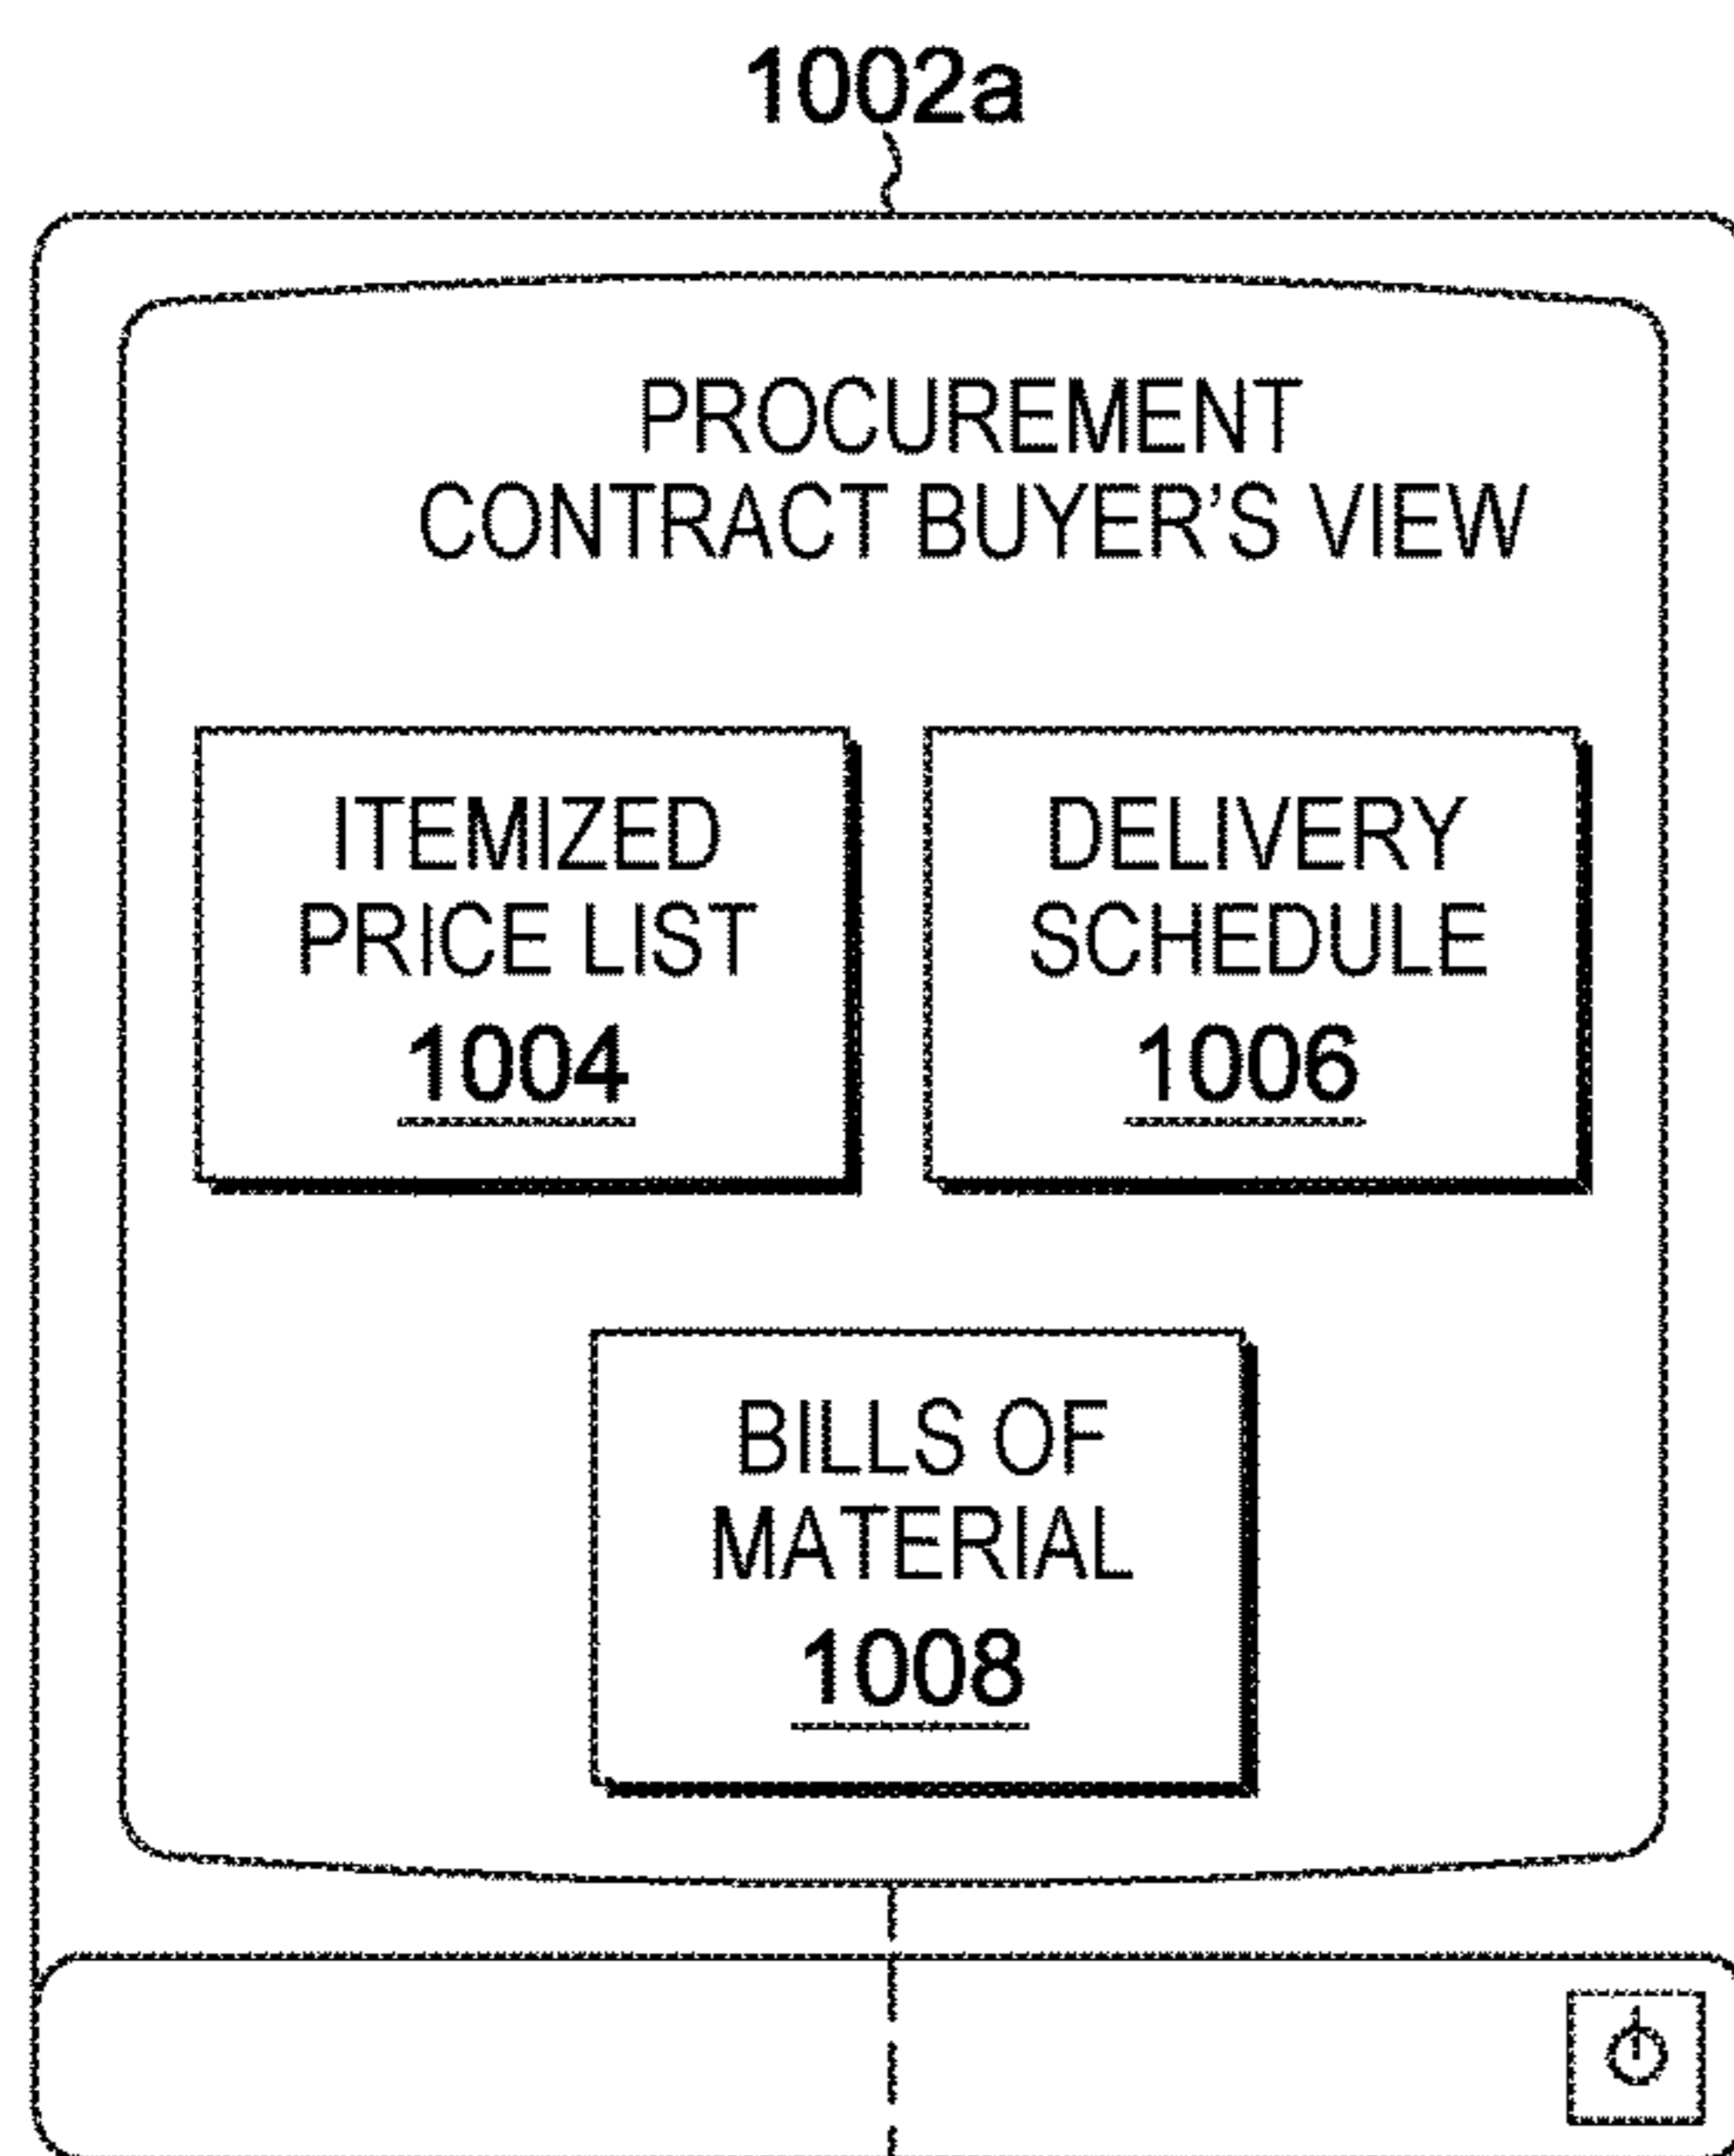 1002a
PROCUREMENT
CONTRACT BUYER’S VIEW
ITEMIZED
PRICE LIST
1004
DELIVERY
SCHEDULE
1006
BILLS OF
MATERIAL
1008